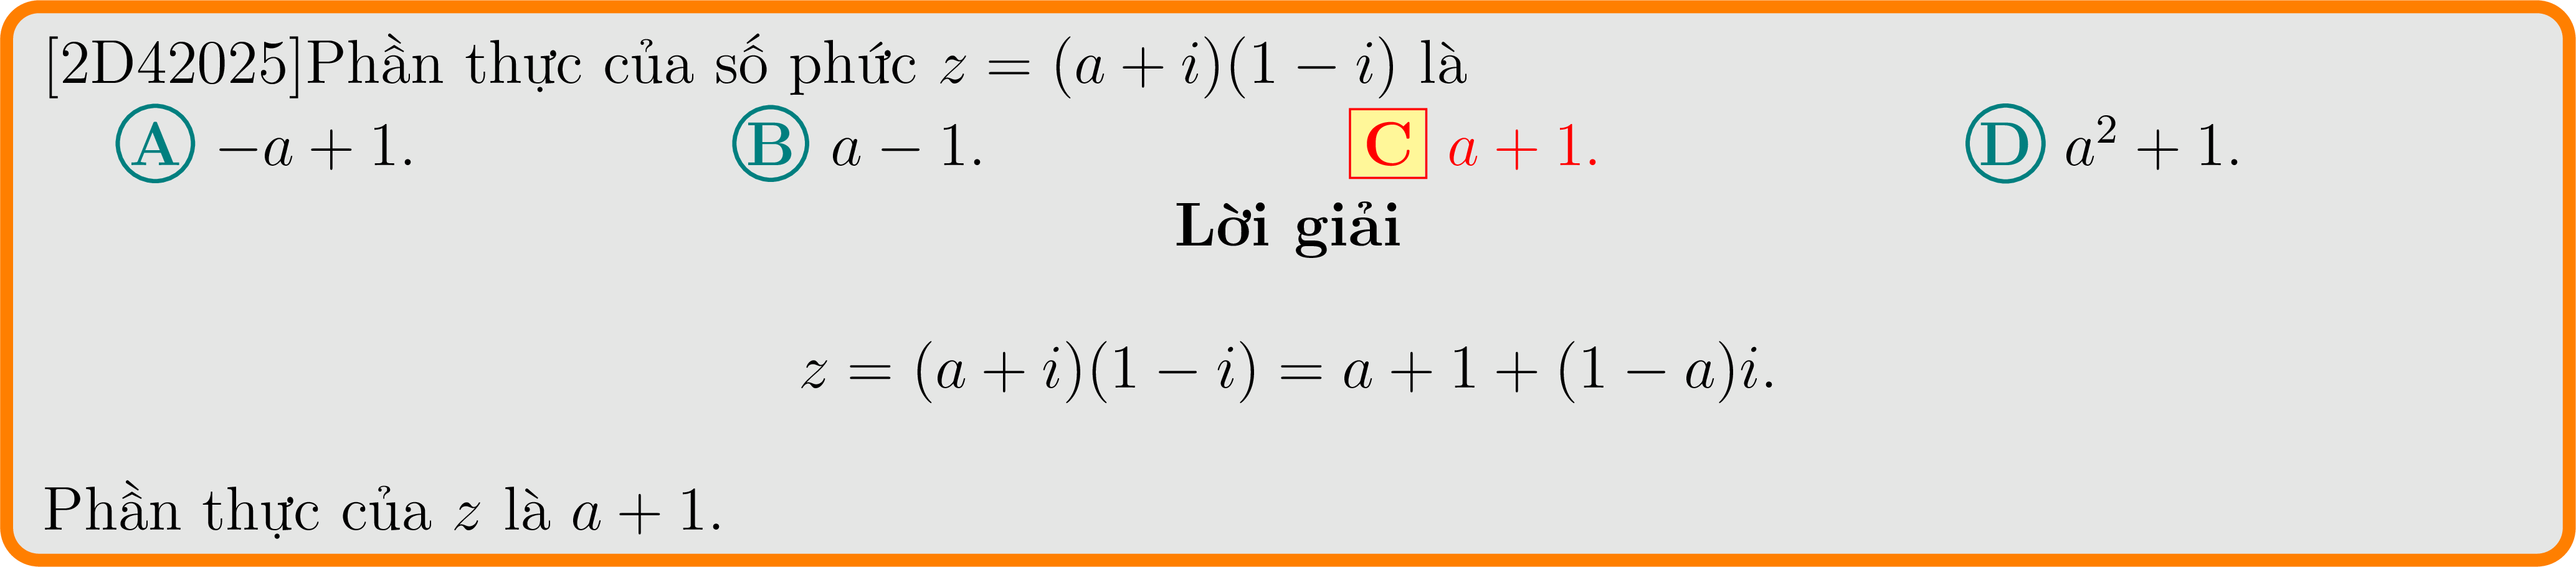 [2D42025]Phần thực của số phức z = (a + i)(1 − i) là
A −a + 1. B a − 1. C a + 1. D a² + 1.
Lời giải
z = (a + i)(1 − i) = a + 1 + (1 − a)i.
Phần thực của z là a + 1.